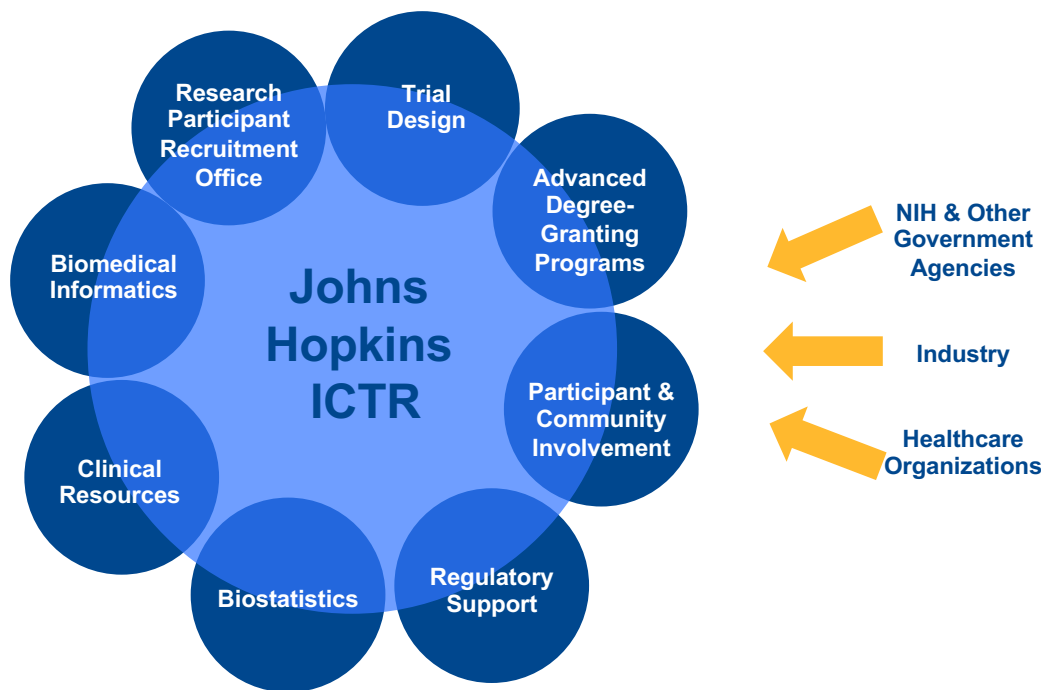 Research
Participant
Recruitment
Office
Trial
Design
Advanced
Degree-
Granting
Programs
NIH & Other
Government
Agencies
Biomedical
Informatics
Johns
Hopkins
ICTR
Industry
Participant &
Community
Involvement
Healthcare
Organizations
Clinical
Resources
Biostatistics
Regulatory
Support